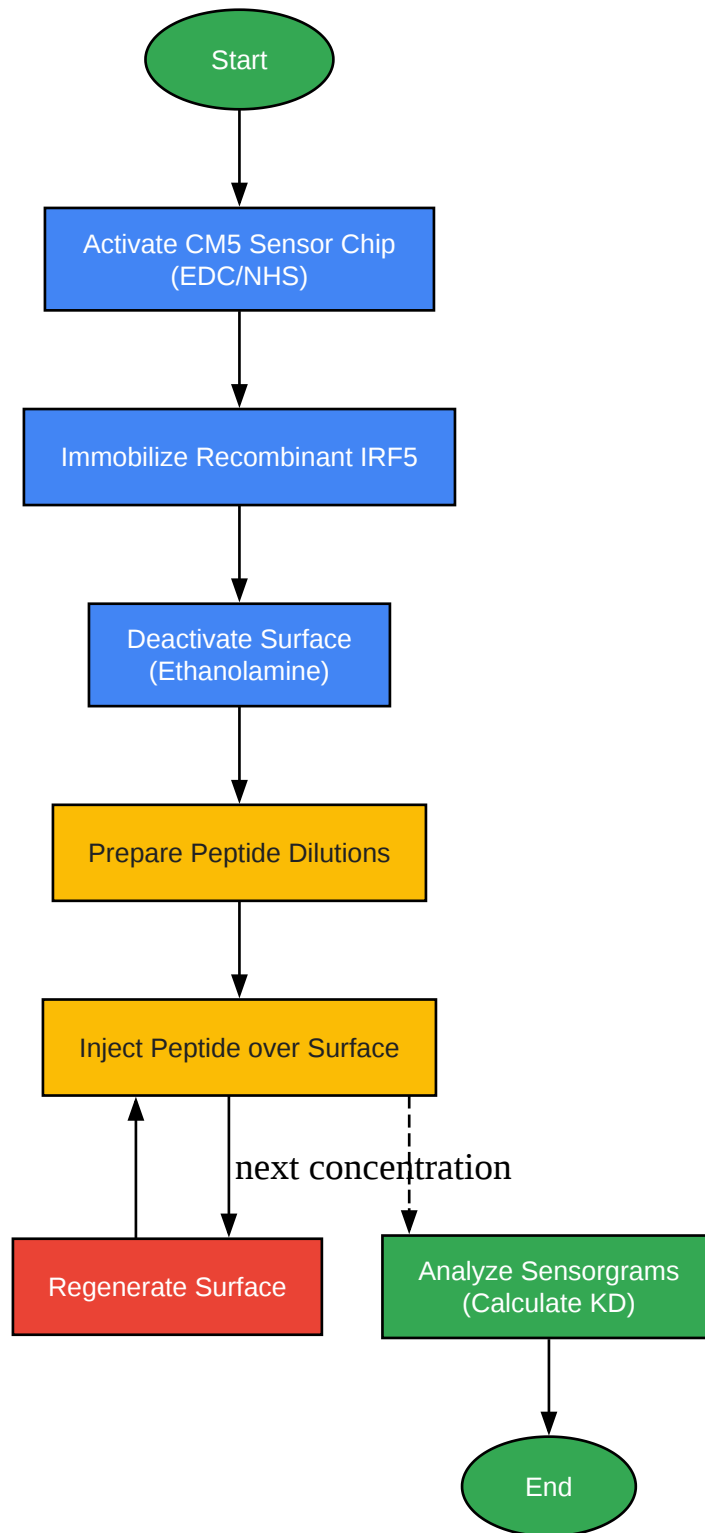 Start
Activate CM5 Sensor Chip
(EDC/NHS)
Immobilize Recombinant IRF5
Deactivate Surface
(Ethanolamine)
Prepare Peptide Dilutions
Inject Peptide over Surface
next concentration
Regenerate Surface
Analyze Sensorgrams
(Calculate KD)
End